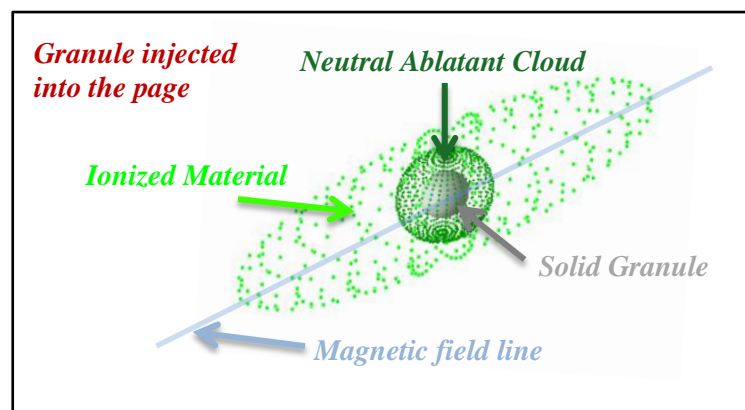 Granule injected
into the page
Neutral Ablatant Cloud
Ionized Material
Solid Granule
Magnetic field line